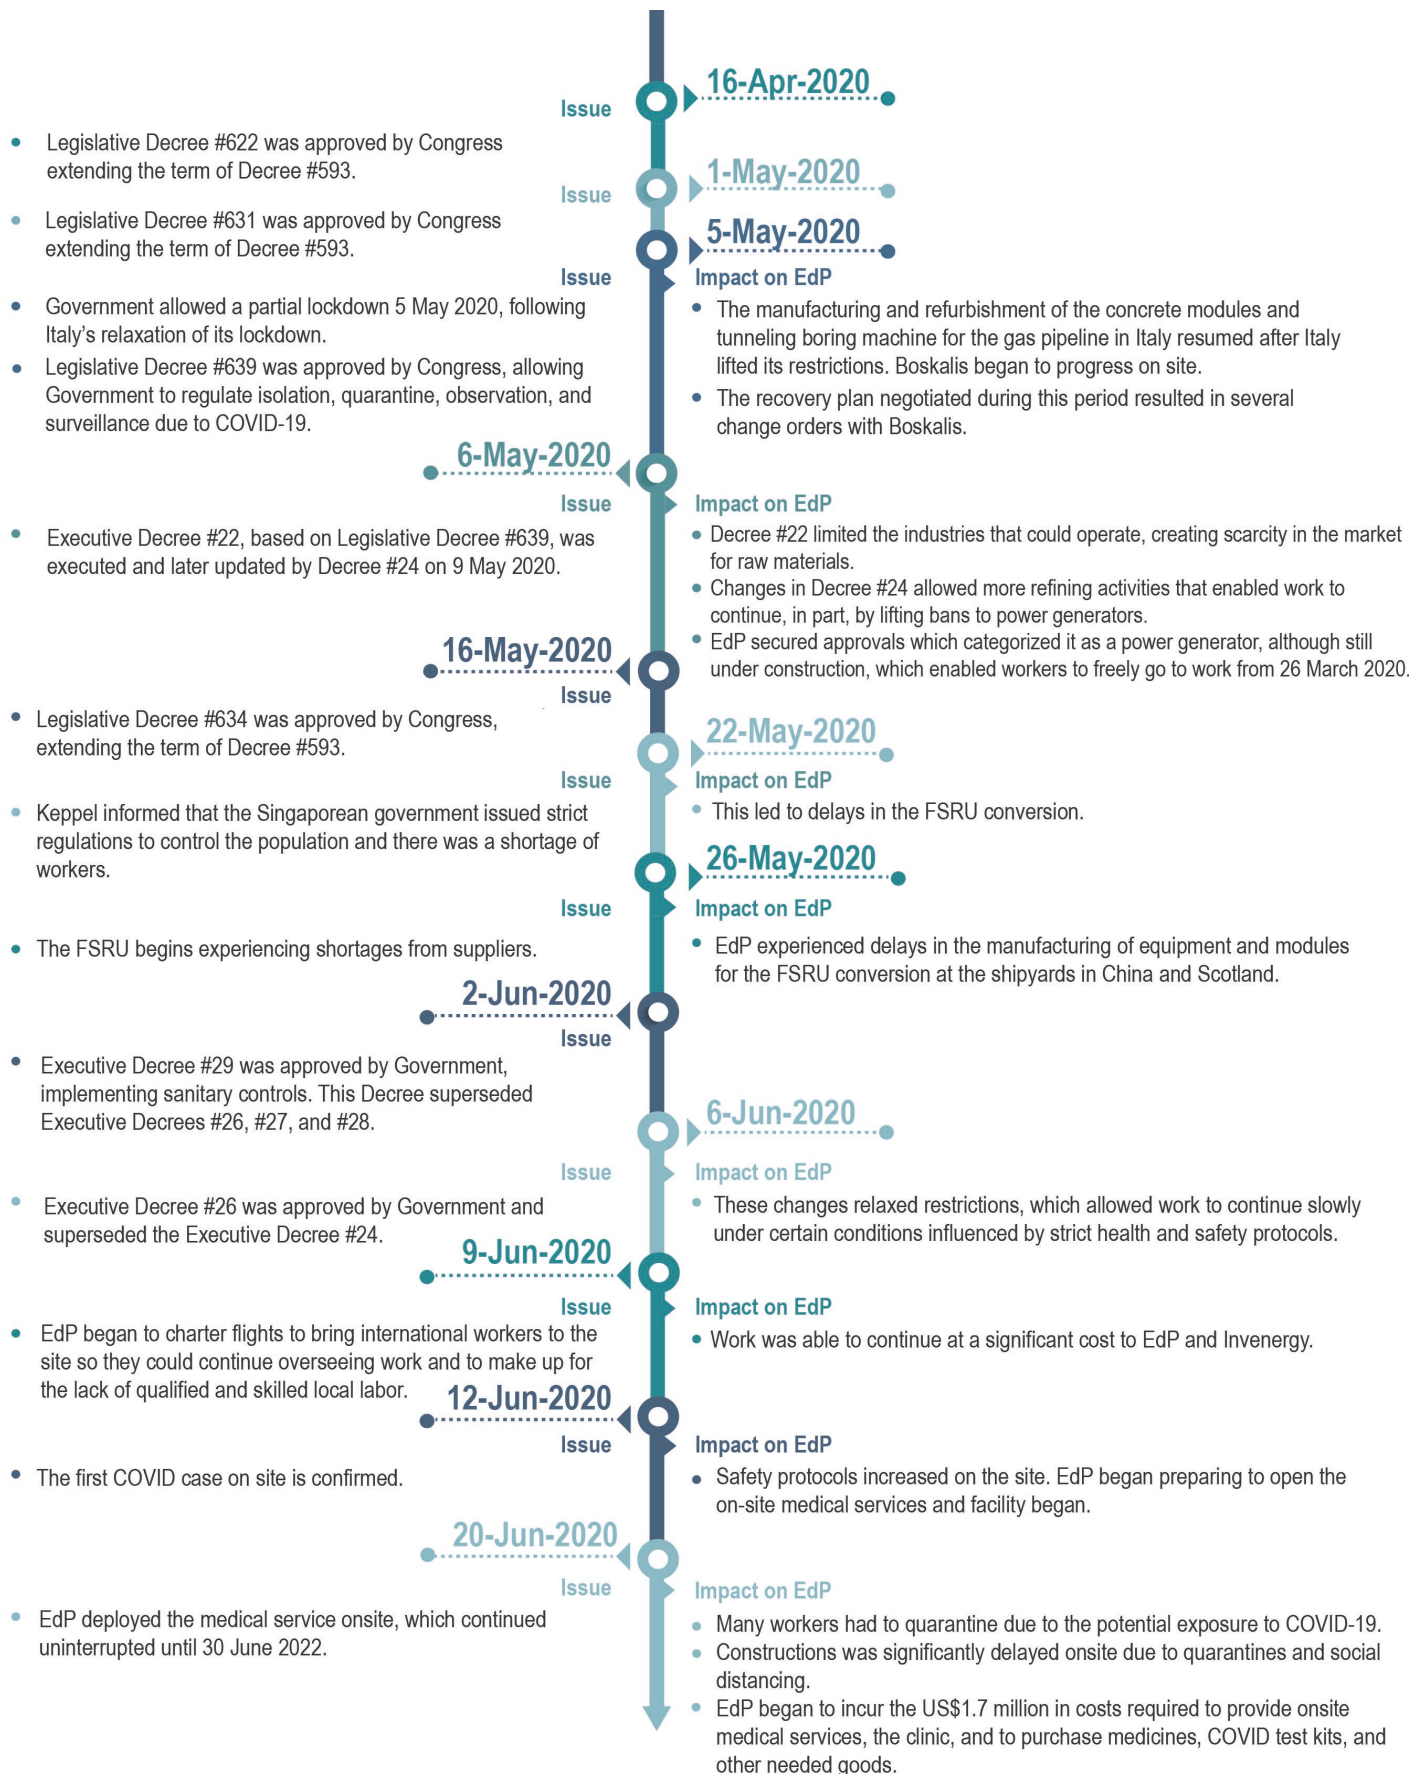 16-Apr-2020
Issue
Legislative Decree #622 was approved by Congress
extending the term of Decree #593.
1-May-2020
Issue
Legislative Decree #631 was approved by Congress
extending the term of Decree #593.
5-May-2020
Issue
Government allowed a partial lockdown 5 May 2020, following
Italy's relaxation of its lockdown.
Legislative Decree #639 was approved by Congress, allowing
Government to regulate isolation, quarantine, observation, and
surveillance due to COVID-19.
Impact on EdP
The manufacturing and refurbishment of the concrete modules and
tunneling boring machine for the gas pipeline in Italy resumed after Italy
lifted its restrictions. Boskalis began to progress on site.
The recovery plan negotiated during this period resulted in several
change orders with Boskalis.
6-May-2020
Issue
Executive Decree #22, based on Legislative Decree #639, was
executed and later updated by Decree #24 on 9 May 2020.
Impact on EdP
Decree #22 limited the industries that could operate, creating scarcity in the market
for raw materials.
Changes in Decree #24 allowed more refining activities that enabled work to
continue, in part, by lifting bans to power generators.
EdP secured approvals which categorized it as a power generator, although still
under construction, which enabled workers to freely go to work from 26 March 2020.
16-May-2020
Issue
Legislative Decree #634 was approved by Congress,
extending the term of Decree #593.
22-May-2020
Issue
Keppel informed that the Singaporean government issued strict
regulations to control the population and there was a shortage of
workers.
Impact on EdP
This led to delays in the FSRU conversion.
26-May-2020
Issue
The FSRU begins experiencing shortages from suppliers.
Impact on EdP
EdP experienced delays in the manufacturing of equipment and modules
for the FSRU conversion at the shipyards in China and Scotland.
2-Jun-2020
Issue
Executive Decree #29 was approved by Government,
implementing sanitary controls. This Decree superseded
Executive Decrees #26, #27, and #28.
6-Jun-2020
Issue
Executive Decree #26 was approved by Government and
superseded the Executive Decree #24.
Impact on EdP
These changes relaxed restrictions, which allowed work to continue slowly
under certain conditions influenced by strict health and safety protocols.
9-Jun-2020
Issue
EdP began to charter flights to bring international workers to the
site so they could continue overseeing work and to make up for
the lack of qualified and skilled local labor.
Impact on EdP
Work was able to continue at a significant cost to EdP and Invenergy.
12-Jun-2020
Issue
The first COVID case on site is confirmed.
Impact on EdP
Safety protocols increased on the site. EdP began preparing to open the
on-site medical services and facility began.
20-Jun-2020
Issue
EdP deployed the medical service onsite, which continued
uninterrupted until 30 June 2022.
Impact on EdP
Many workers had to quarantine due to the potential exposure to COVID-19.
Constructions was significantly delayed onsite due to quarantines and social
distancing.
EdP began to incur the US$1.7 million in costs required to provide onsite
medical services, the clinic, and to purchase medicines, COVID test kits, and
other needed goods.